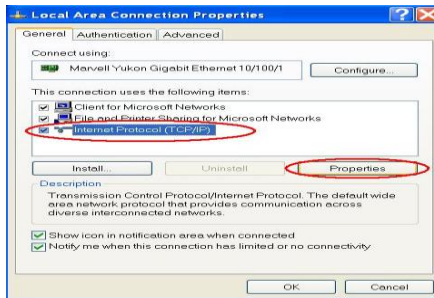 Local Area Connection Properties
General Authentication Advanced
Connect using:
Marvell Yukon Gigabit Ethernet 10/100/1 Configure...
This connection uses the following items:
Client for Microsoft Networks
File and Printer Sharing for Microsoft Networks
Internet Protocol (TCP/IP)
Install... Uninstall Properties
Description
Transmission Control Protocol/Internet Protocol. The default wide
area network protocol that provides communication across
diverse interconnected networks.
Show icon in notification area when connected
Notify me when this connection has limited or no connectivity
OK Cancel